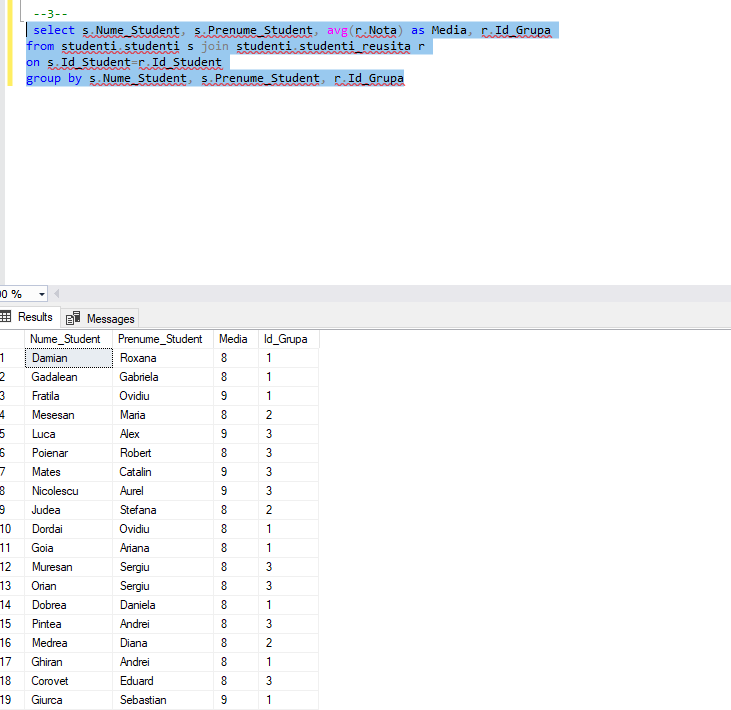 --3--
select s.Nume_Student, s.Prenume_Student, avg(r.Nota) as Media, r.Id_Grupa
from studenti.studenti s join studenti.studenti_reusita r
on s.Id_Student=r.Id_Student
group by s.Nume_Student, s.Prenume_Student, r.Id_Grupa
00 %
Results Messages
Nume_Student Prenume_Student Media Id_Grupa
1 Damian Roxana 8 1
2 Gadalean Gabriela 8 1
3 Fratila Ovidiu 9 1
4 Mesesan Maria 8 2
5 Luca Alex 9 3
6 Poienar Robert 8 3
7 Mates Catalin 9 3
8 Nicolescu Aurel 9 3
9 Judea Stefana 8 2
10 Dordai Ovidiu 8 1
11 Goia Ariana 8 1
12 Muresan Sergiu 8 3
13 Orian Sergiu 8 3
14 Dobrea Daniela 8 1
15 Pintea Andrei 8 3
16 Medrea Diana 8 2
17 Ghiran Andrei 8 1
18 Corovet Eduard 8 3
19 Giurca Sebastian 9 1